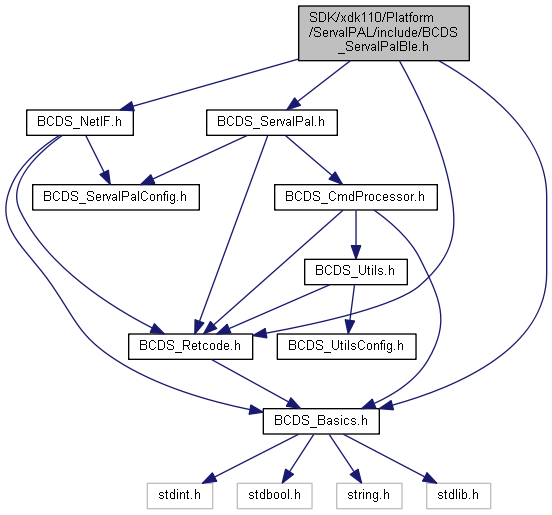 SDK/xdk110/Platform
/ServalPAL/include/BCDS
_ServalPalBle.h
BCDS_NetIF.h
BCDS_ServalPal.h
BCDS_ServalPalConfig.h
BCDS_CmdProcessor.h
BCDS_Utils.h
BCDS_Retcode.h
BCDS_UtilsConfig.h
BCDS_Basics.h
stdint.h
stdbool.h
string.h
stdlib.h